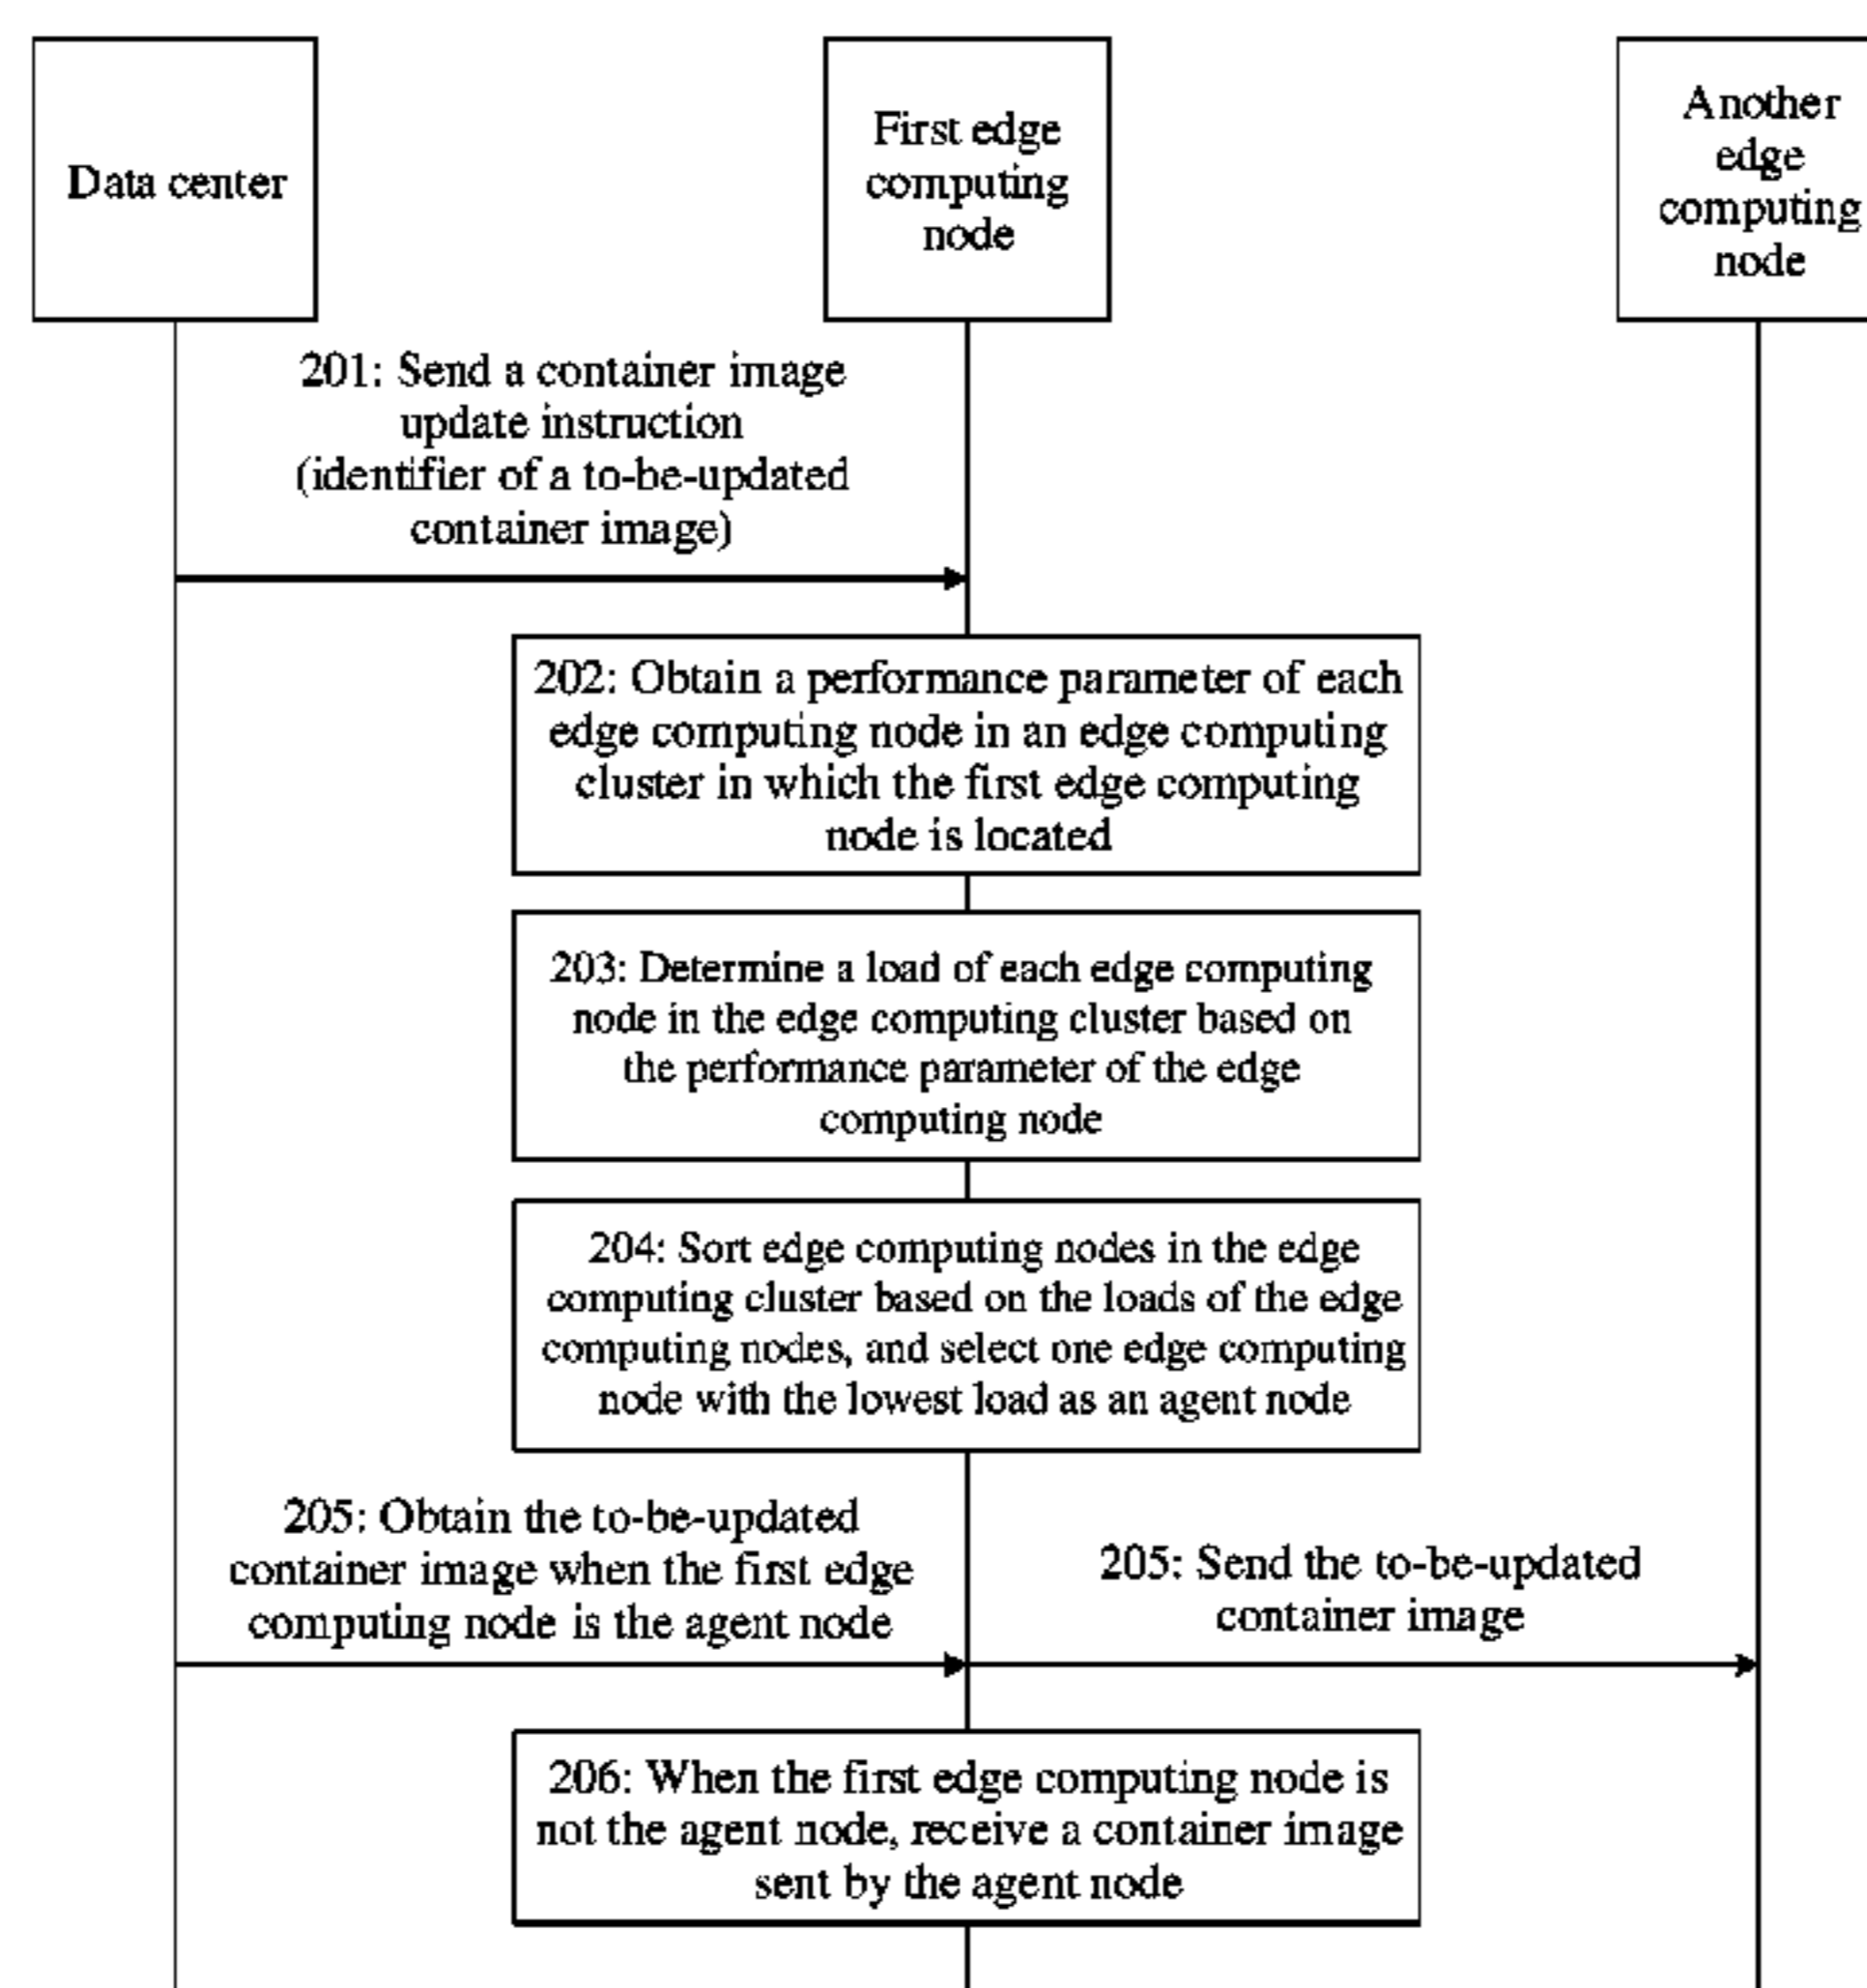 Data center
First edge
computing
node
Another
edge
computing
node
201: Send a container image
update instruction
(identifier of a to-be-updated
container image)
202: Obtain a performance parameter of each
edge computing node in an edge computing
cluster in which the first edge computing
node is located
203: Determine a load of each edge computing
node in the edge computing cluster based on
the performance parameter of the edge
computing node
204: Sort edge computing nodes in the edge
computing cluster based on the loads of the edge
computing nodes, and select one edge computing
node with the lowest load as an agent node
205: Obtain the to-be-updated
container image when the first edge
computing node is the agent node
205: Send the to-be-updated
container image
206: When the first edge computing node is
not the agent node, receive a container image
sent by the agent node